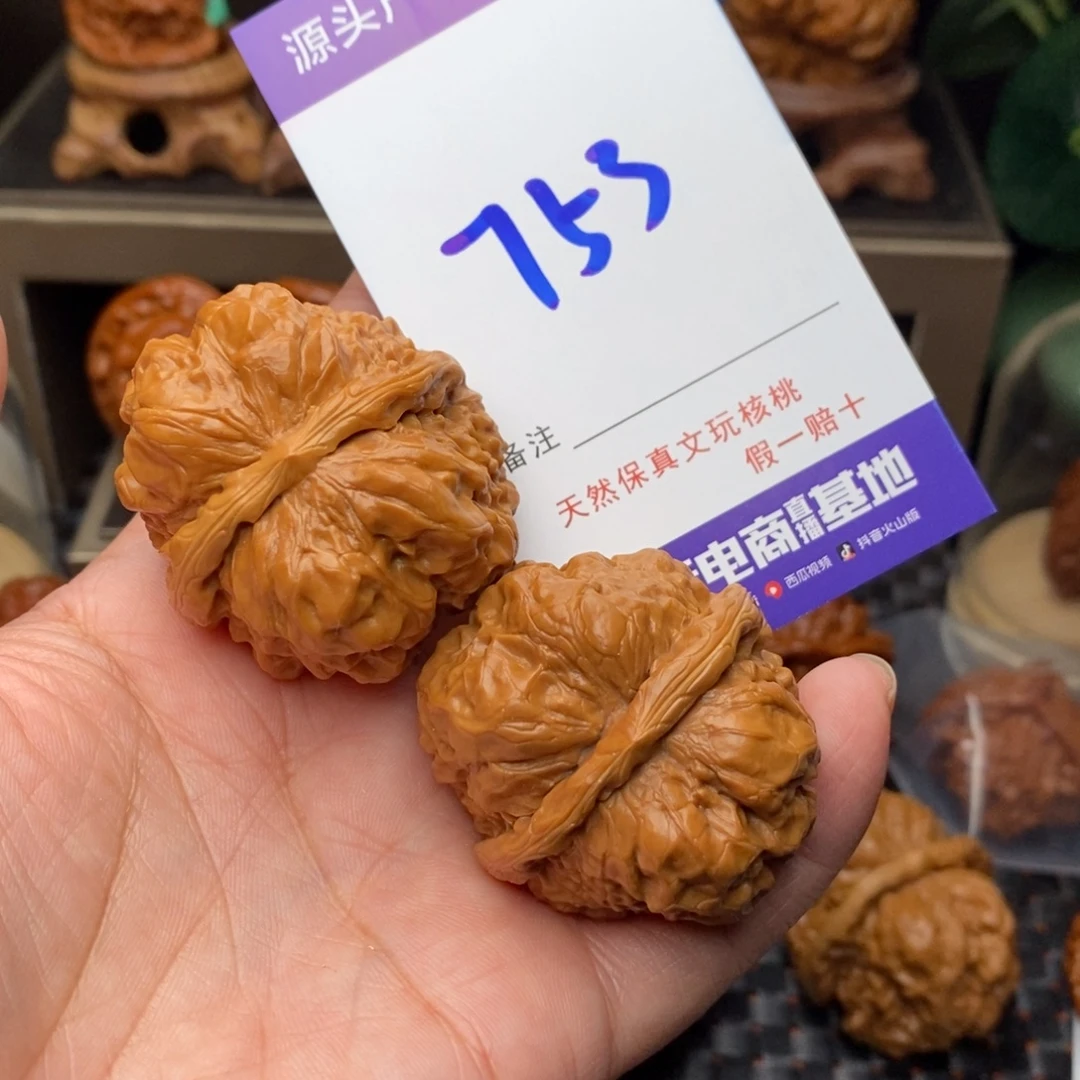 源头
753
备注
天然保真文玩核桃
假一赔十
电商直播基地
西瓜视频 抖音火山版